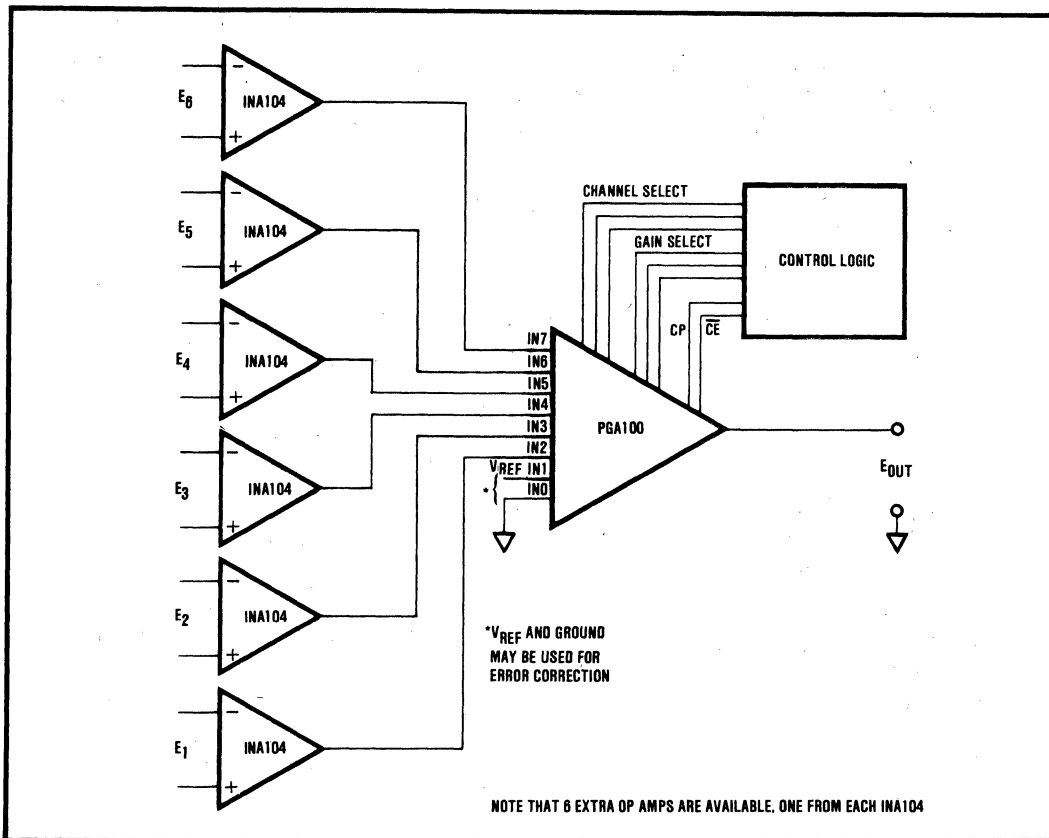 E6
INA104
−
+
E5
INA104
−
+
E4
INA104
−
+
E3
INA104
−
+
E2
INA104
−
+
E1
INA104
−
+
CHANNEL SELECT
GAIN SELECT
CONTROL LOGIC
CP
CE
IN7
IN6
IN5
IN4
IN3
IN2
VREF IN1
* IN0
PGA100
EOUT
*VREF AND GROUND
MAY BE USED FOR
ERROR CORRECTION
NOTE THAT 6 EXTRA OP AMPS ARE AVAILABLE, ONE FROM EACH INA104